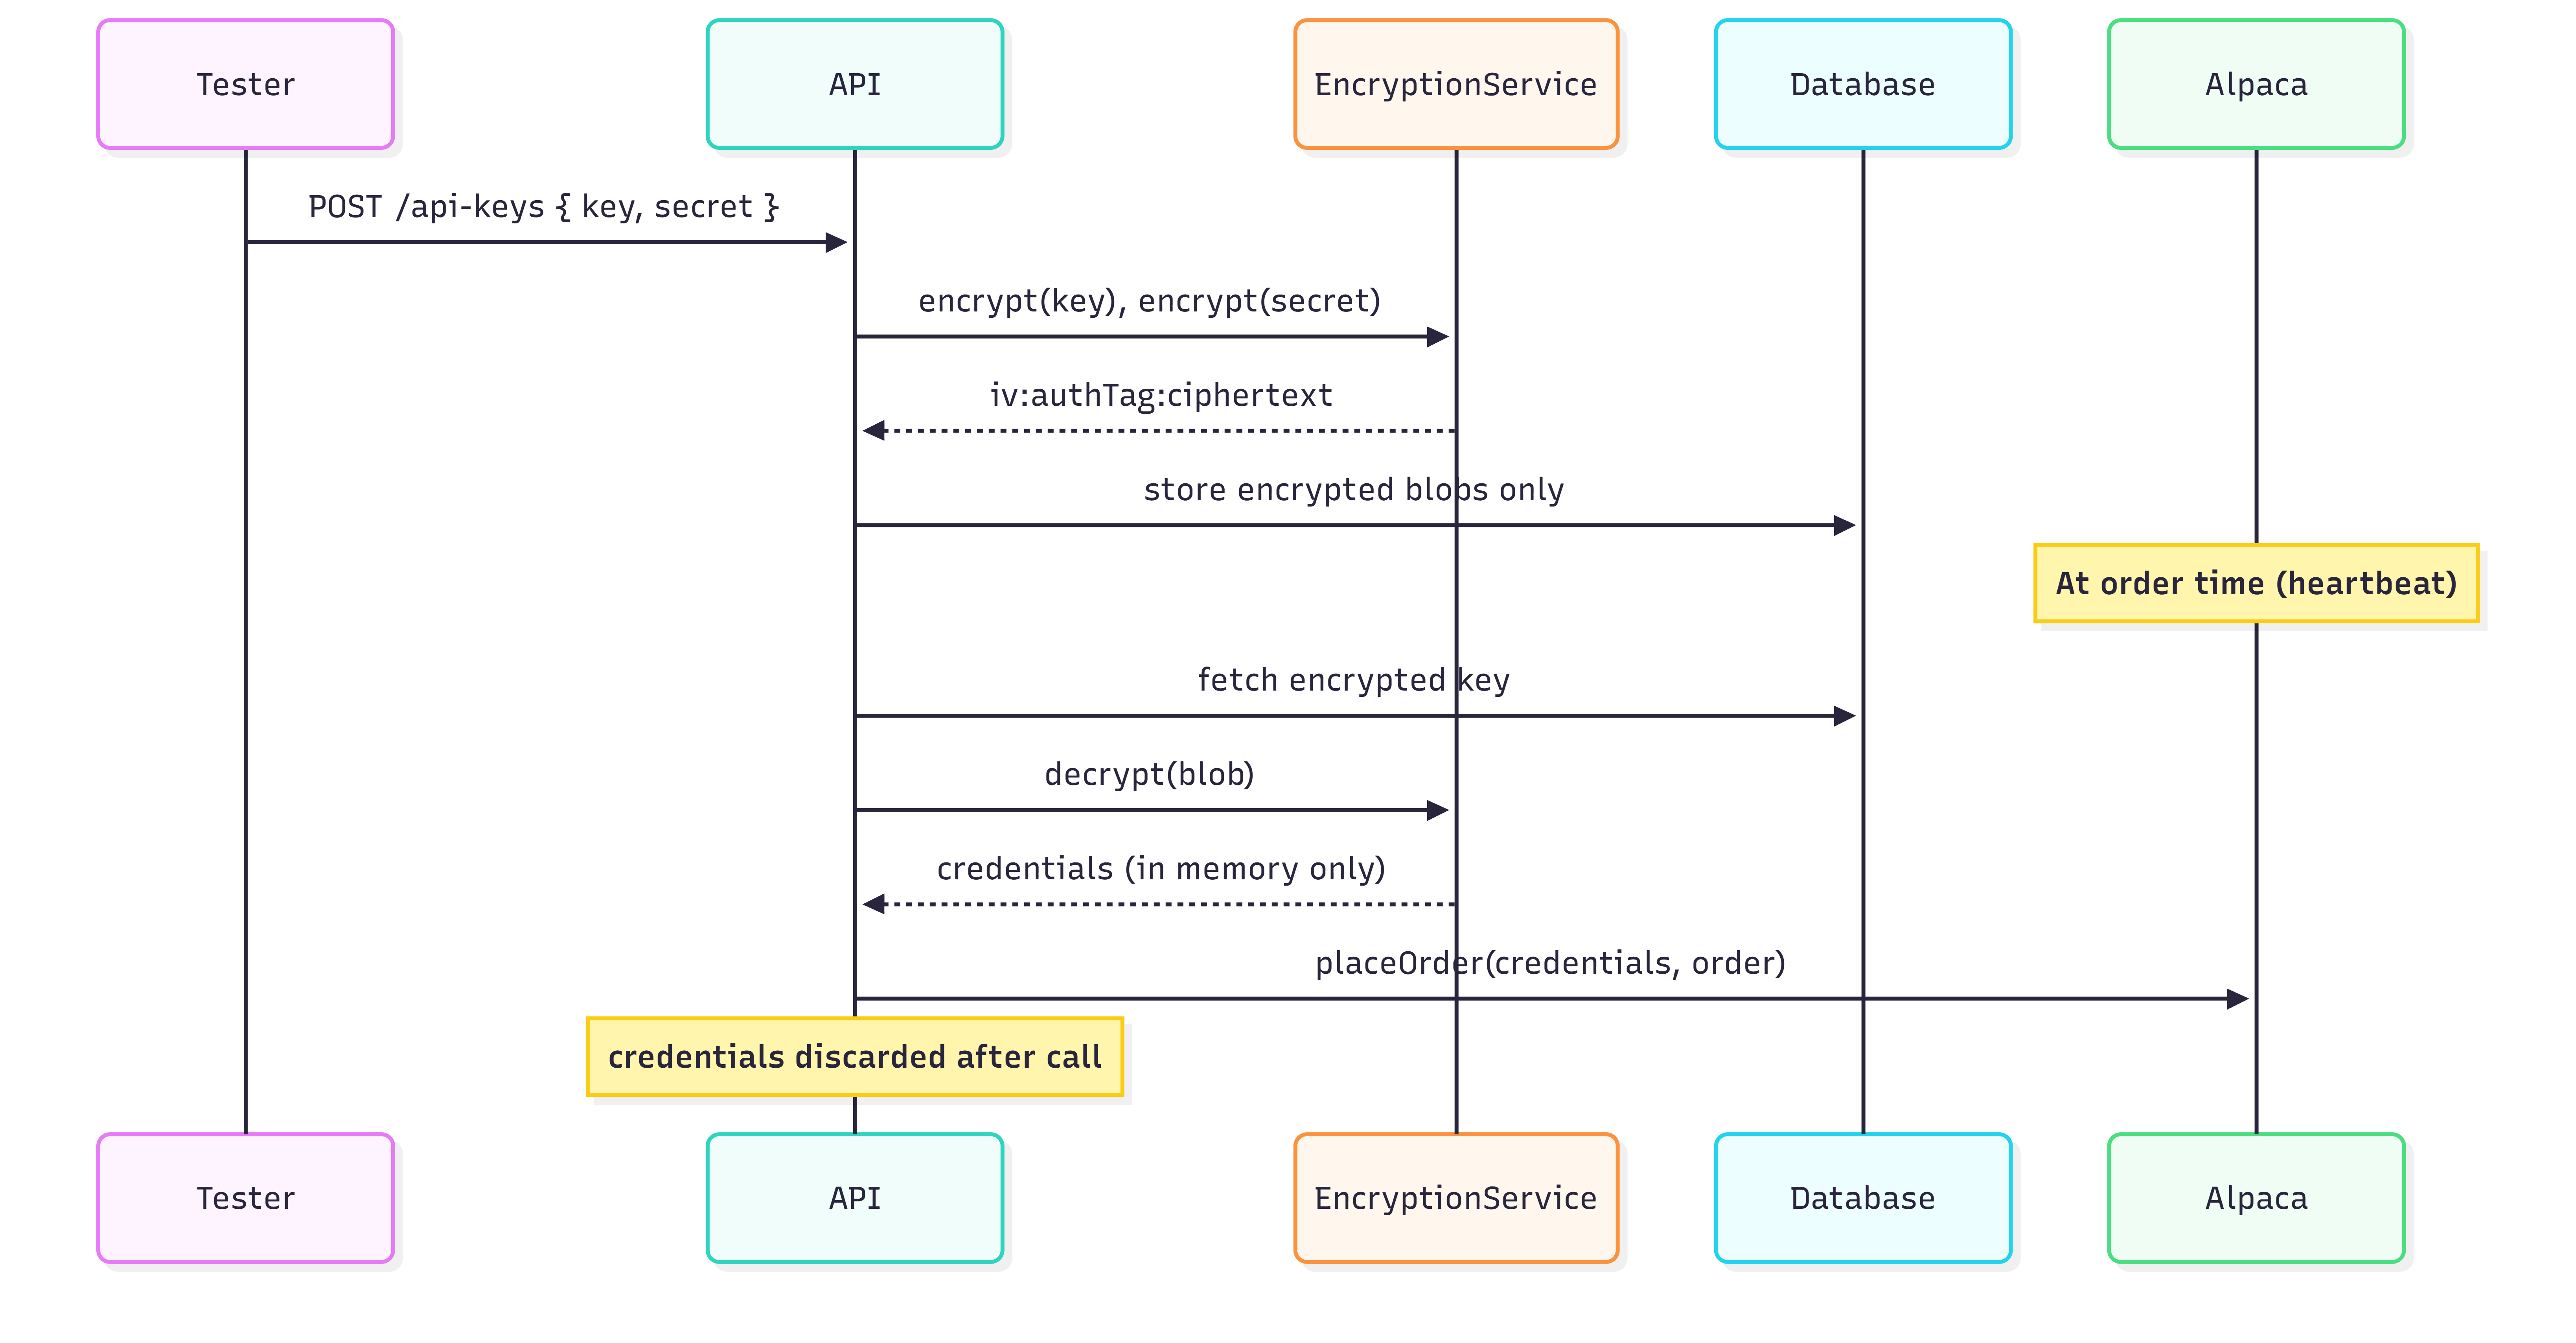 Tester
API
EncryptionService
Database
Alpaca
POST /api-keys { key, secret }
encrypt(key), encrypt(secret)
iv:authTag:ciphertext
store encrypted blobs only
At order time (heartbeat)
fetch encrypted key
decrypt(blob)
credentials (in memory only)
placeOrder(credentials, order)
credentials discarded after call
Tester
API
EncryptionService
Database
Alpaca